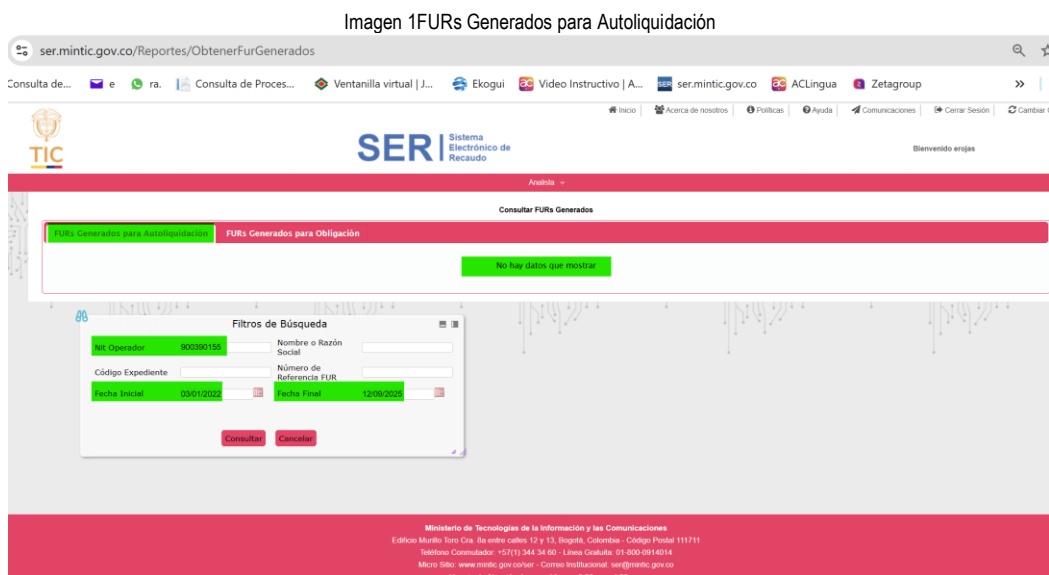 Imagen 1FURs Generados para Autoliquidación
ser.mintic.gov.co/Reportes/ObtenerFurGenerados
Consulta de... e ra. Consulta de Proces... Ventanilla virtual | J... Ekogui Video Instructivo | A... SER ser.mintic.gov.co ACLingua Zetagroup »
Inicio Acerca de nosotros Políticas Ayuda Comunicaciones Cerrar Sesión Cambiar
TIC
SER Sistema
Electrónico de
Recaudo
Bienvenido erojas
Analista
Consultar FURs Generados
FURs Generados para Autoliquidación FURs Generados para Obligación
No hay datos que mostrar
Filtros de Búsqueda
Nit Operador 900390155 Nombre o Razón
Social
Código Expediente Número de
Referencia FUR
Fecha Inicial 03/01/2022 Fecha Final 12/09/2025
Consultar Cancelar
Ministerio de Tecnologías de la Información y las Comunicaciones
Edificio Murillo Toro Cra. 8a entre calles 12 y 13, Bogotá, Colombia - Código Postal 111711
Teléfono Conmutador: +57(1) 344 34 60 - Línea Gratuita: 01-800-0914014
Micro Sitio: www.mintic.gov.co/ser - Correo Institucional: ser@mintic.gov.co